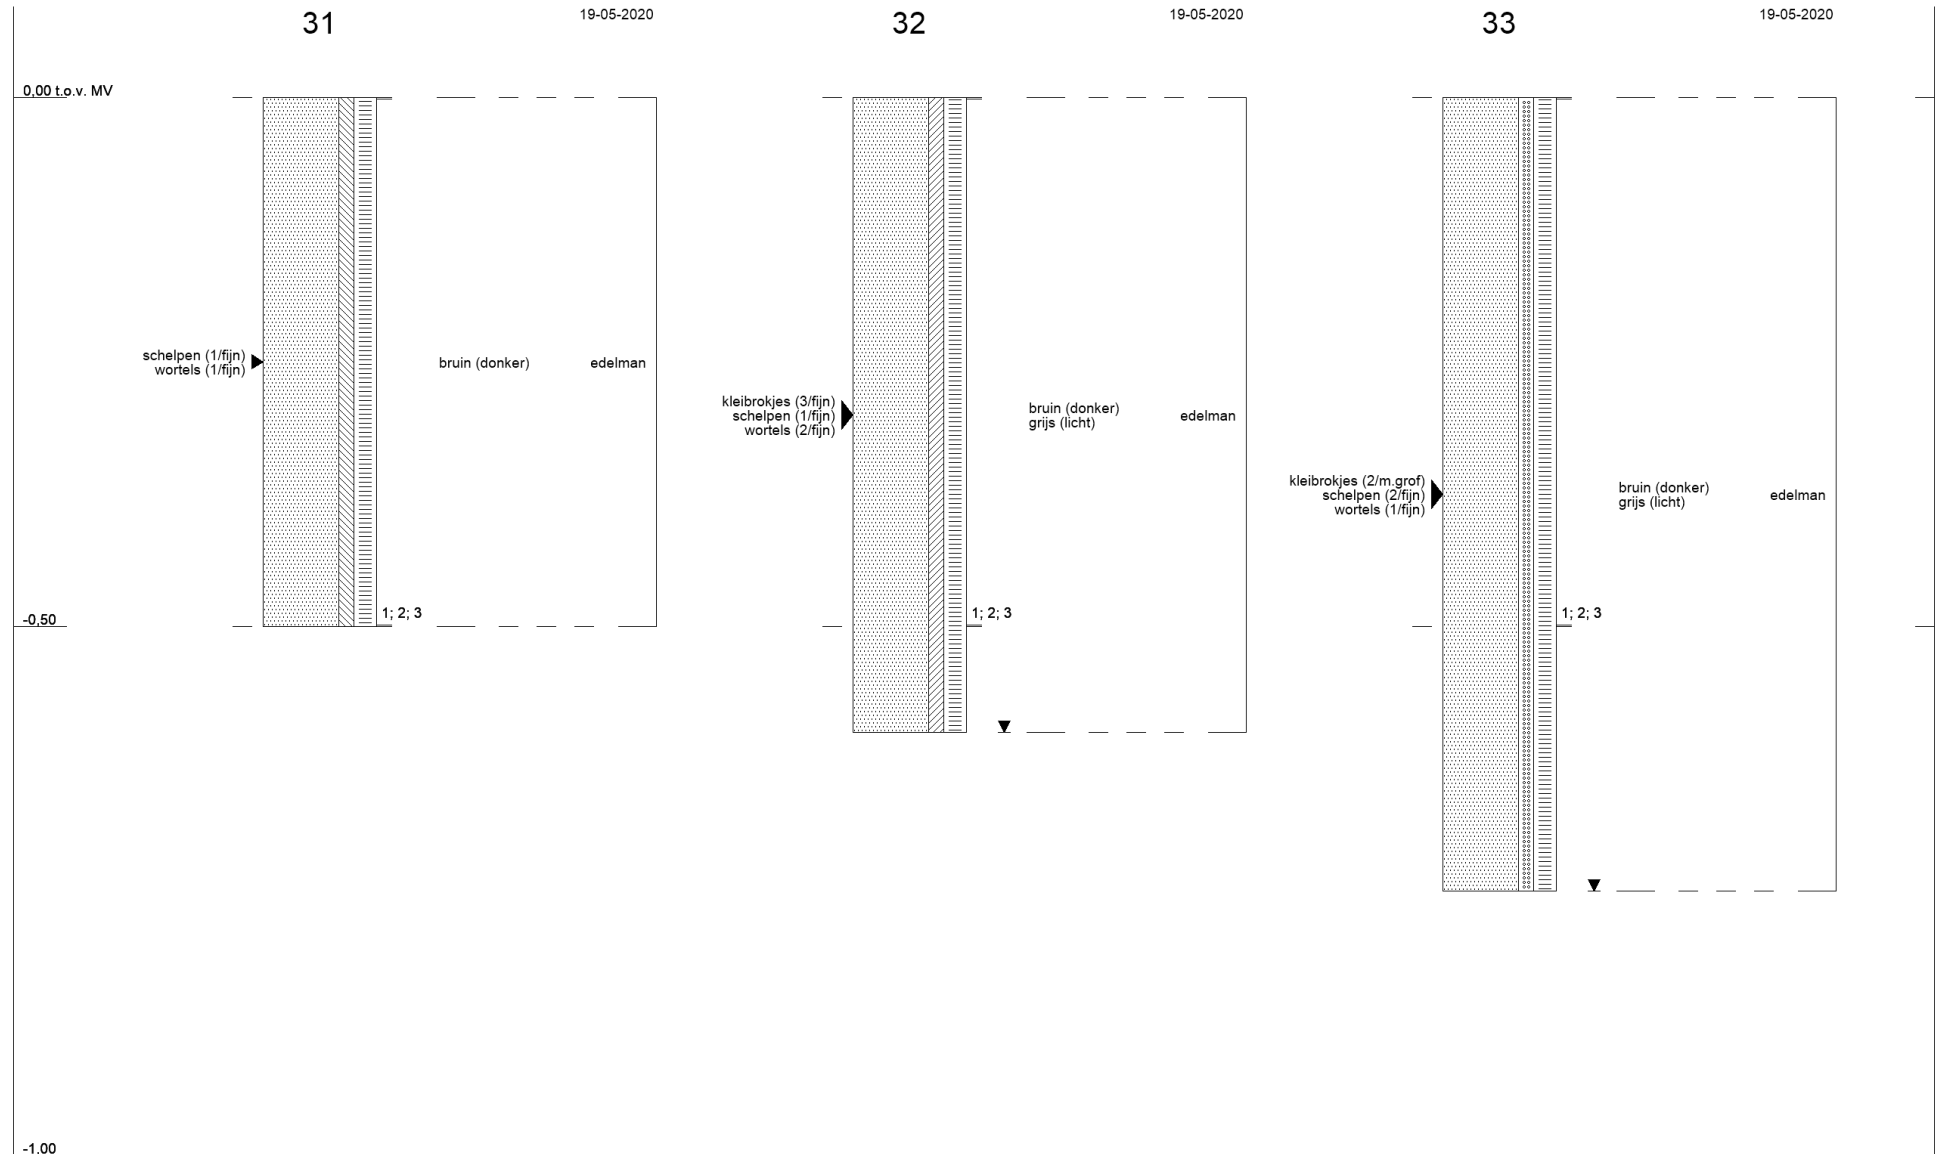 31
19-05-2020
32
19-05-2020
33
19-05-2020
0,00 t.o.v. MV
schelpen (1/fijn)
wortels (1/fijn)
bruin (donker)
edelman
kleibrokjes (3/fijn)
schelpen (1/fijn)
wortels (2/fijn)
bruin (donker)
grijs (licht)
edelman
kleibrokjes (2/m.grof)
schelpen (2/fijn)
wortels (1/fijn)
bruin (donker)
grijs (licht)
edelman
-0,50
1; 2; 3
1; 2; 3
1; 2; 3
-1,00